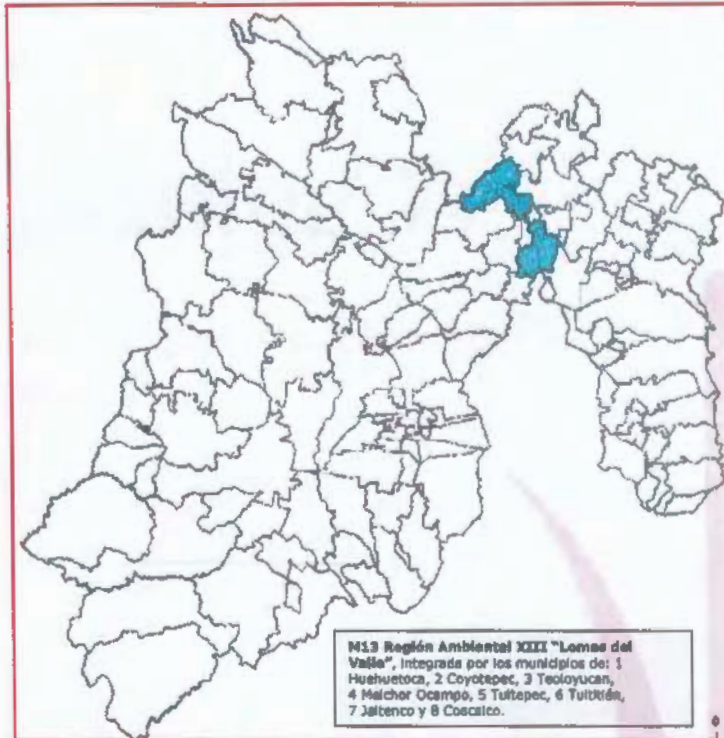 M13 Región Ambiental XIII "Lomas del
Valle", integrada por los municipios de: 1
Huehuetoca, 2 Coyotepec, 3 Teoloyucan,
4 Melchor Ocampo, 5 Tultepec, 6 Tultitlán,
7 Jaltenco y 8 Coacalco.